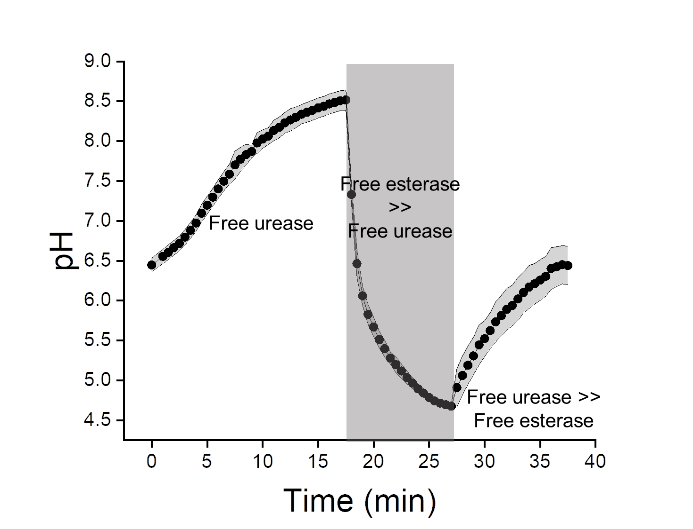 9.0
8.5
8.0
7.5
7.0
6.5
6.0
5.5
5.0
4.5
pH
Free urease
Free esterase
>>
Free urease
Free urease >>
Free esterase
0 5 10 15 20 25 30 35 40
Time (min)